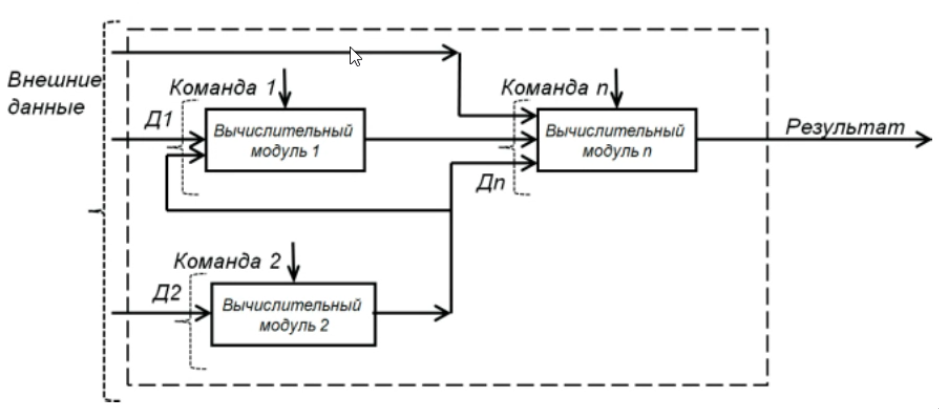 Внешние
данные
Команда 1
Д1
Вычислительный
модуль 1
Команда n
Дn
Вычислительный
модуль n
Результат
Команда 2
Д2
Вычислительный
модуль 2